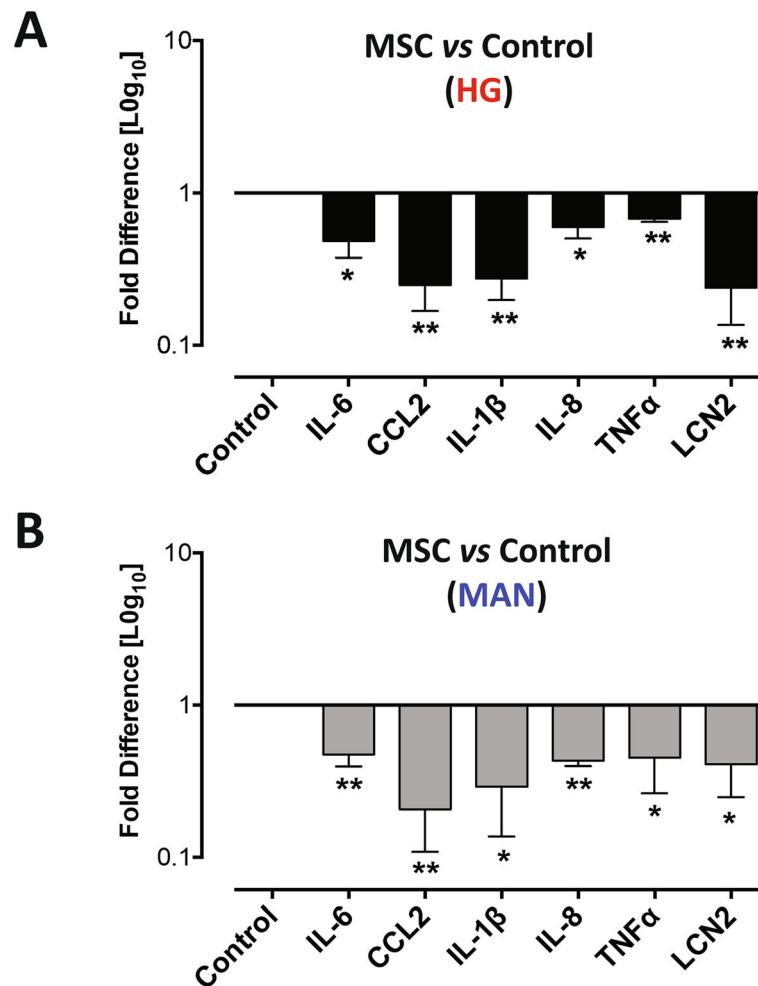 A
MSC vs Control
(HG)
Fold Difference [L0g10]
10
1
0.1
*
**
**
*
**
**
Control
IL-6
CCL2
IL-1β
IL-8
TNFα
LCN2
B
MSC vs Control
(MAN)
Fold Difference [L0g10]
10
1
0.1
**
**
*
**
*
*
Control
IL-6
CCL2
IL-1β
IL-8
TNFα
LCN2